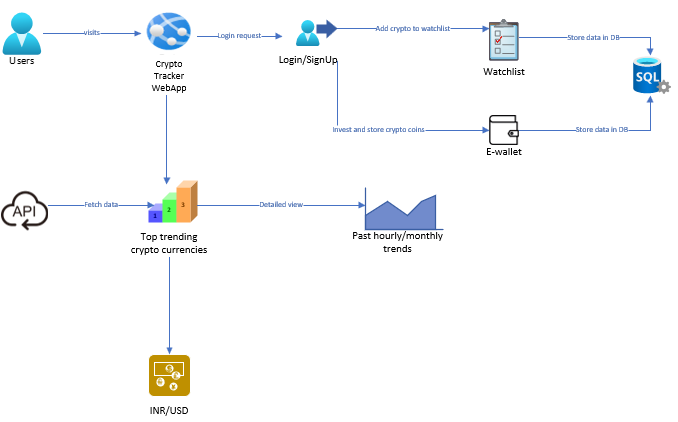 visits
Login request
Add crypto to watchlist
Store data in DB
Users
Crypto
Tracker
WebApp
Login/SignUp
Watchlist
SQL
Invest and store crypto coins
Store data in DB
E-wallet
API
Fetch data
1
2
3
Detailed view
Top trending
crypto currencies
Past hourly/monthly
trends
INR/USD